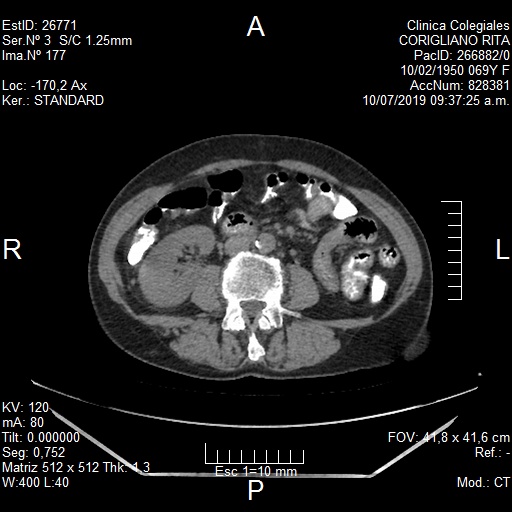 EstID: 26771
Ser.Nº 3 S/C 1.25mm
Ima.Nº 177
Loc: -170,2 Ax
Ker.: STANDARD
A
Clinica Colegiales
CORIGLIANO RITA
PacID: 266882/0
10/02/1950 069Y F
AccNum: 828381
10/07/2019 09:37:25 a.m.
R
L
KV: 120
mA: 80
Tilt: 0.000000
Seg: 0,752
Matriz 512 x 512 Thk: 1.3
W:400 L:40
Esc 1=10 mm
P
FOV: 41,8 x 41,6 cm
Ref.: -
Mod.: CT